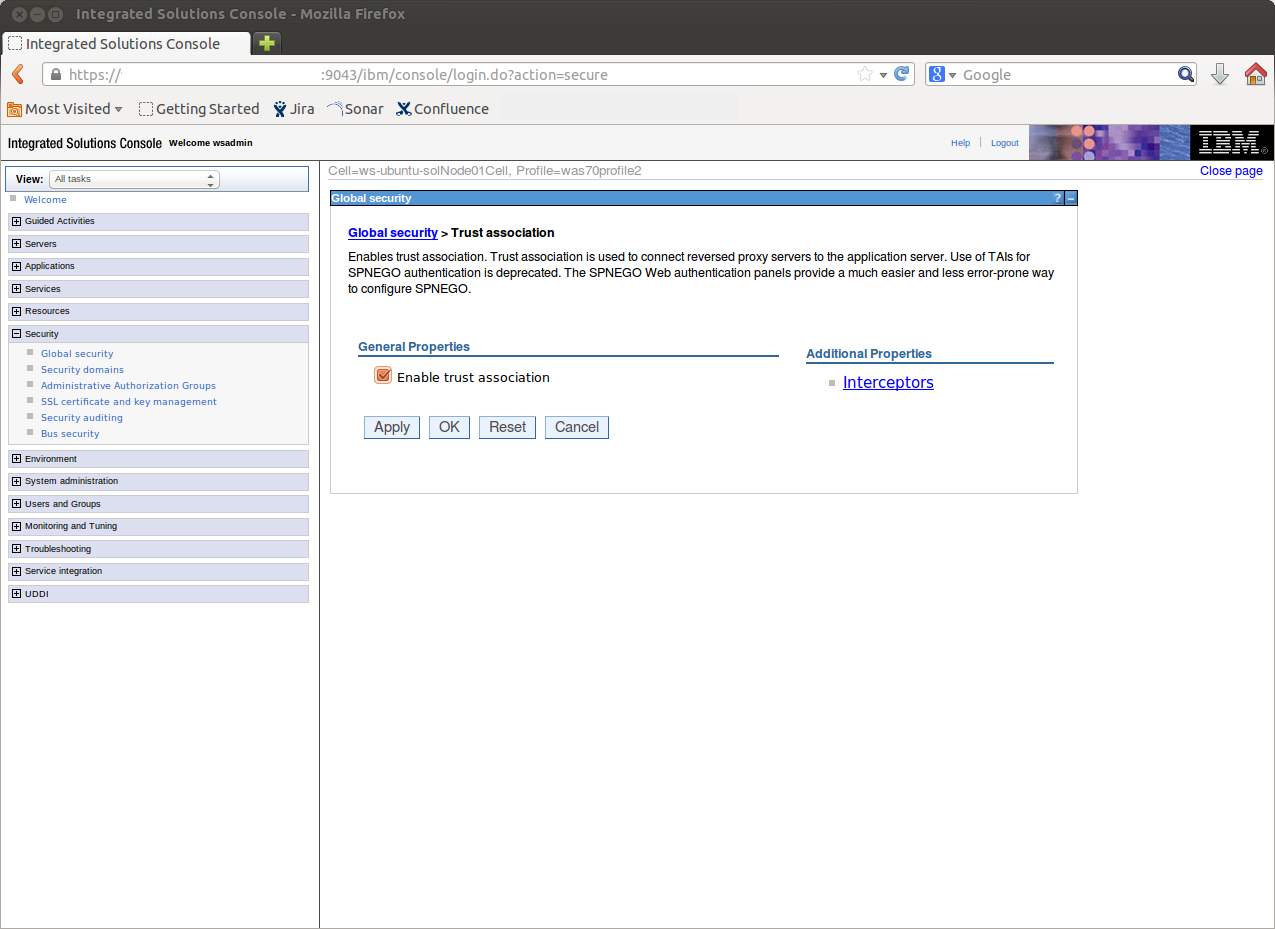 Integrated Solutions Console - Mozilla Firefox
Integrated Solutions Console
https://
:9043/ibm/console/login.do?action=secure
Google
Most Visited
Getting Started
Jira
Sonar
Confluence
Integrated Solutions Console Welcome wsadmin
Help
Logout
IBM®
View: All tasks
Welcome
Guided Activities
Servers
Applications
Services
Resources
Security
Global security
Security domains
Administrative Authorization Groups
SSL certificate and key management
Security auditing
Bus security
Environment
System administration
Users and Groups
Monitoring and Tuning
Troubleshooting
Service integration
UDDI
Cell=ws-ubuntu-solNode01Cell, Profile=was70profile2
Close page
Global security
?
Global security > Trust association
Enables trust association. Trust association is used to connect reversed proxy servers to the application server. Use of TAIs for
SPNEGO authentication is deprecated. The SPNEGO Web authentication panels provide a much easier and less error-prone way
to configure SPNEGO.
General Properties
Enable trust association
Apply OK Reset Cancel
Additional Properties
Interceptors